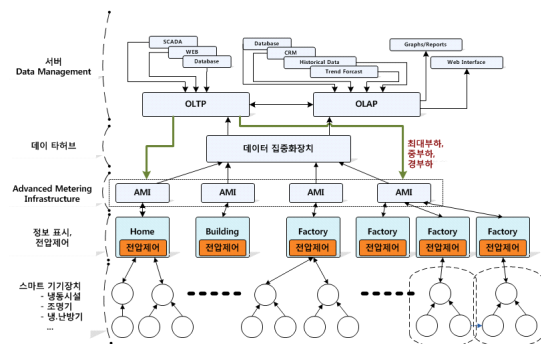 서버
Data Management
SCADA
WEB
Database
Database
CRM
Historical Data
Trend Forcast
Graphs/Reports
Web Interface
OLTP
OLAP
데이 타허브
데이터 집중화장치
최대부하,
중부하,
경부하
Advanced Metering
Infrastructure
AMI
AMI
AMI
AMI
정보 표시,
전압제어
Home
전압제어
Building
전압제어
Factory
전압제어
Factory
전압제어
Factory
전압제어
Factory
전압제어
스마트 기기장치
- 냉동시설
- 조명기
- 냉.난방기
...